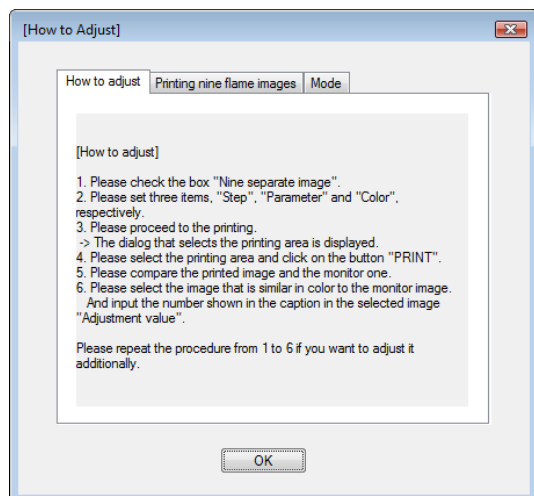 [How to Adjust]
How to adjust Printing nine flame images Mode
[How to adjust]
1. Please check the box "Nine separate image".
2. Please set three items, "Step", "Parameter" and "Color",
respectively.
3. Please proceed to the printing.
-> The dialog that selects the printing area is displayed.
4. Please select the printing area and click on the button "PRINT".
5. Please compare the printed image and the monitor one.
6. Please select the image that is similar in color to the monitor image.
And input the number shown in the caption in the selected image
"Adjustment value".
Please repeat the procedure from 1 to 6 if you want to adjust it
additionally.
OK